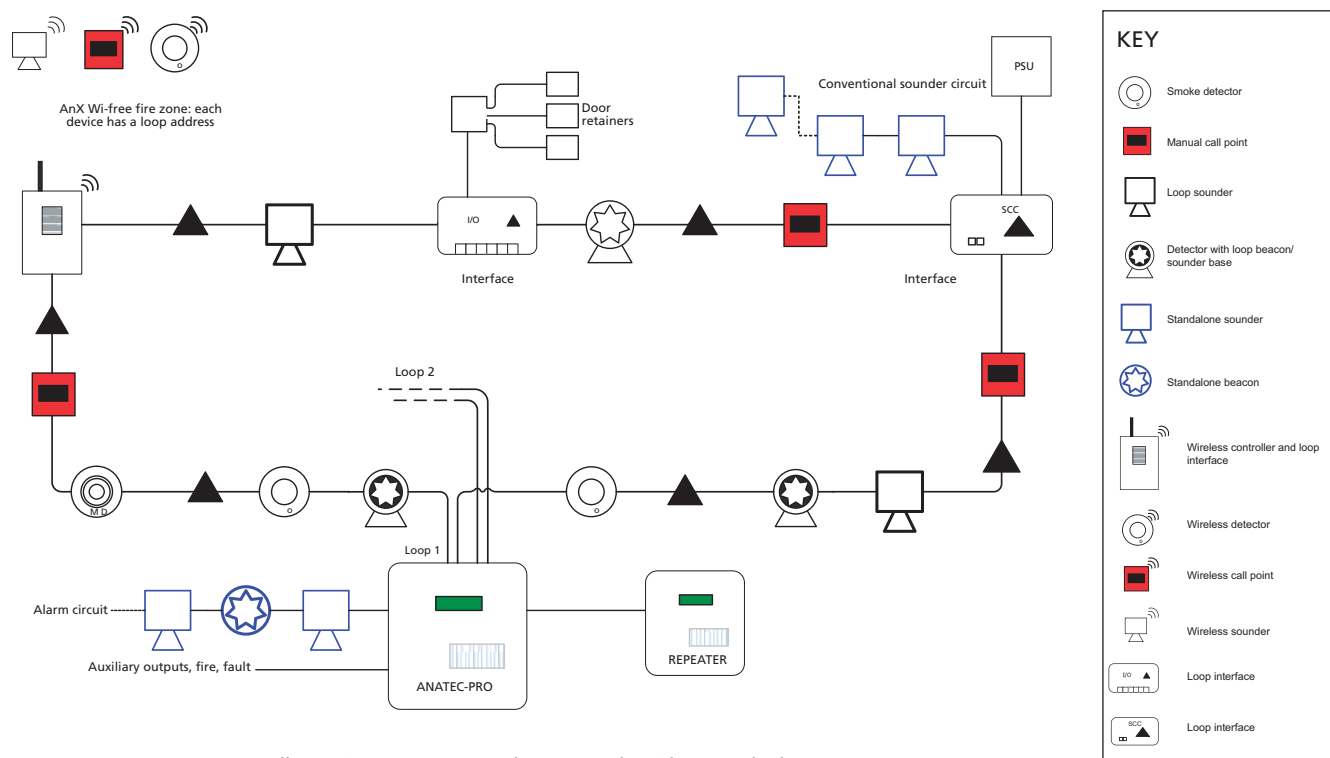 AnX Wi-free fire zone: each
device has a loop address
Door
retainers
Conventional sounder circuit
PSU
I/O
Interface
SCC
Interface
Loop 2
M D
Loop 1
Alarm circuit
Auxiliary outputs, fire, fault
ANATEC-PRO
REPEATER
KEY
Smoke detector
Manual call point
Loop sounder
Detector with loop beacon/
sounder base
Standalone sounder
Standalone beacon
Wireless controller and loop
interface
Wireless detector
Wireless call point
Wireless sounder
I/O
Loop interface
SCC
Loop interface